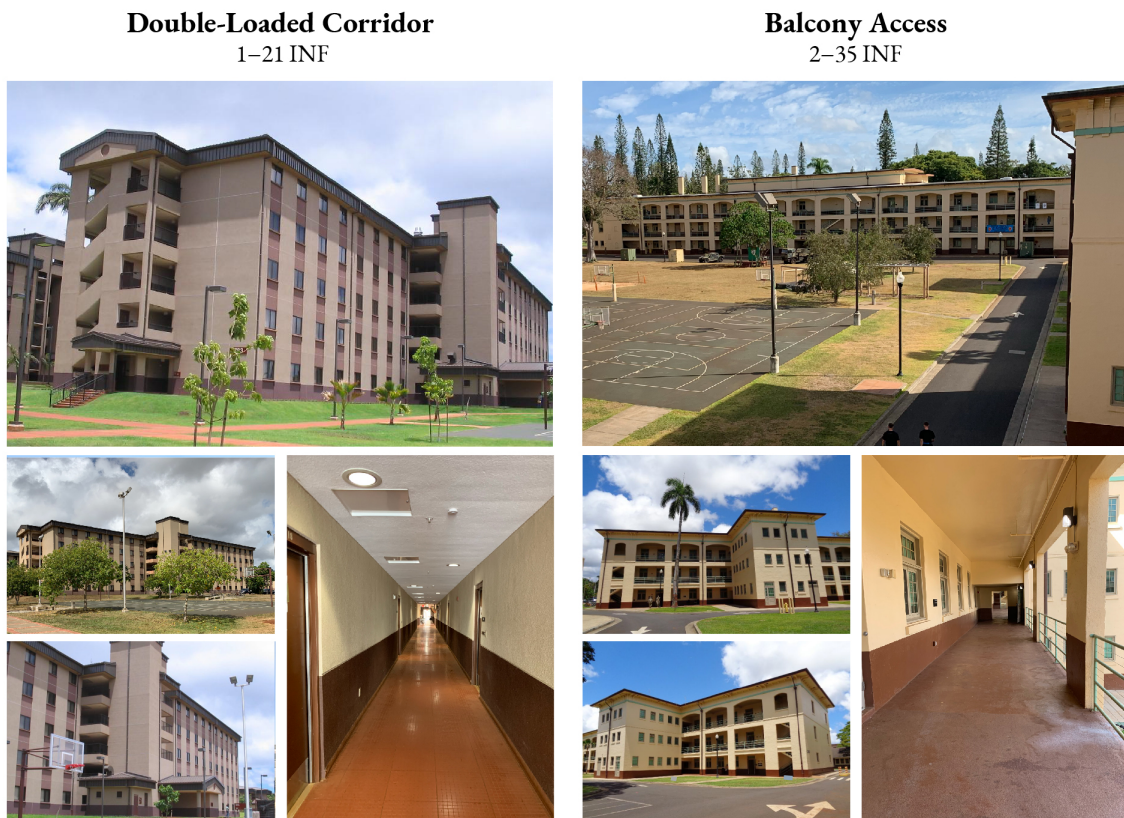 Double-Loaded Corridor
1–21 INF
Balcony Access
2–35 INF